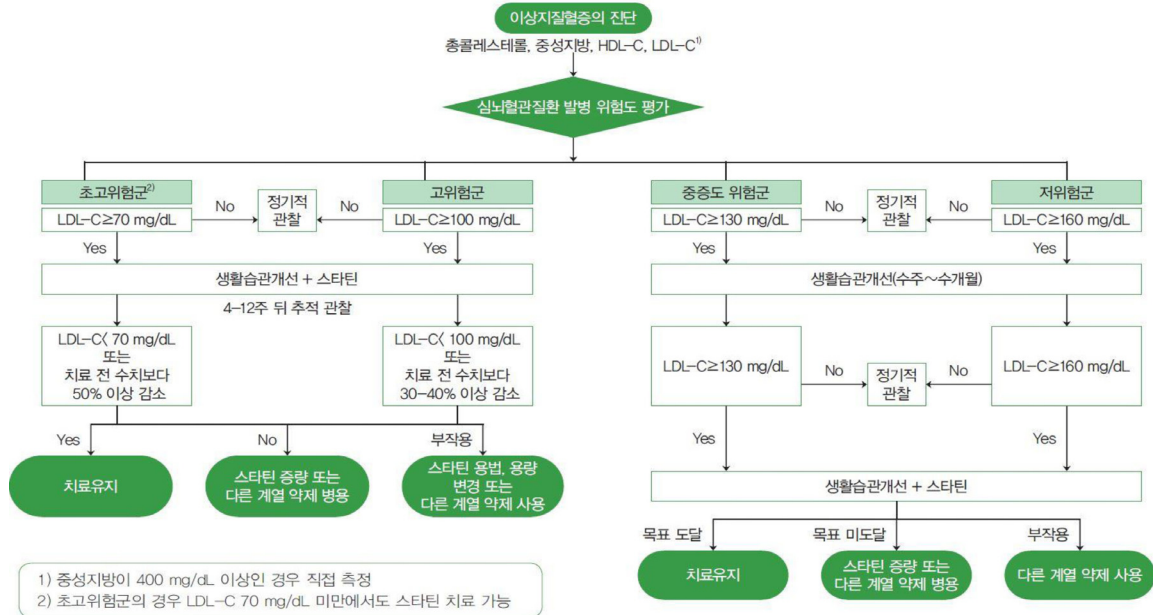 이상지질혈증의 진단
총콜레스테롤, 중성지방, HDL-C, LDL-C1)
심뇌혈관질환 발병 위험도 평가
초고위험군2)
LDL-C≥70 mg/dL
No
정기적
관찰
No
고위험군
LDL-C≥100 mg/dL
중증도 위험군
LDL-C≥130 mg/dL
No
정기적
관찰
No
저위험군
LDL-C≥160 mg/dL
Yes
Yes
Yes
Yes
생활습관개선 + 스타틴
생활습관개선(수주~수개월)
4-12주 뒤 추적 관찰
LDL-C< 70 mg/dL
또는
치료 전 수치보다
50% 이상 감소
LDL-C< 100 mg/dL
또는
치료 전 수치보다
30-40% 이상 감소
LDL-C≥130 mg/dL
No
정기적
관찰
No
LDL-C≥160 mg/dL
Yes
No
부작용
Yes
Yes
치료유지
스타틴 증량 또는
다른 계열 약제 병용
스타틴 용법, 용량
변경 또는
다른 계열 약제 사용
생활습관개선 + 스타틴
목표 도달
목표 미도달
부작용
치료유지
스타틴 증량 또는
다른 계열 약제 병용
다른 계열 약제 사용
1) 중성지방이 400 mg/dL 이상인 경우 직접 측정
2) 초고위험군의 경우 LDL-C 70 mg/dL 미만에서도 스타틴 치료 가능